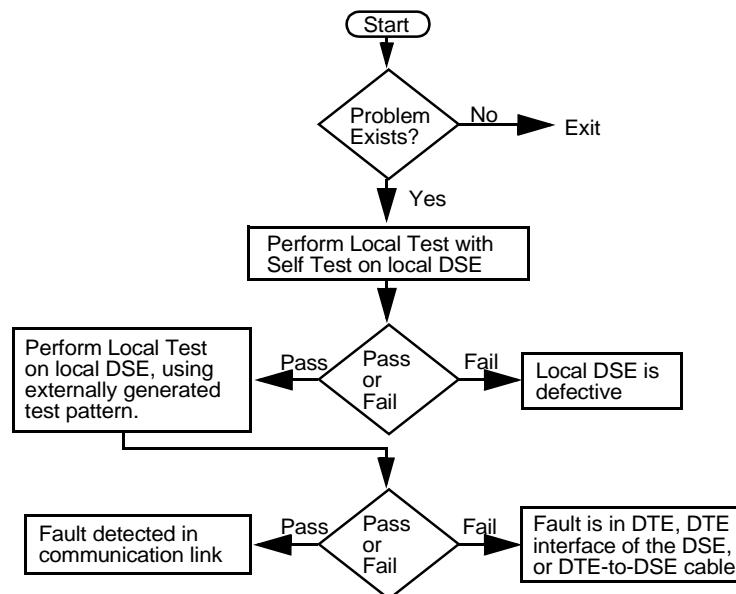 Start
Problem
Exists?
No
Exit
Yes
Perform Local Test with
Self Test on local DSE
Perform Local Test
on local DSE, using
externally generated
test pattern.
Pass
Pass
or
Fail
Fail
Local DSE is
defective
Fault detected in
communication link
Pass
Pass
or
Fail
Fail
Fault is in DTE, DTE
interface of the DSE,
or DTE-to-DSE cable